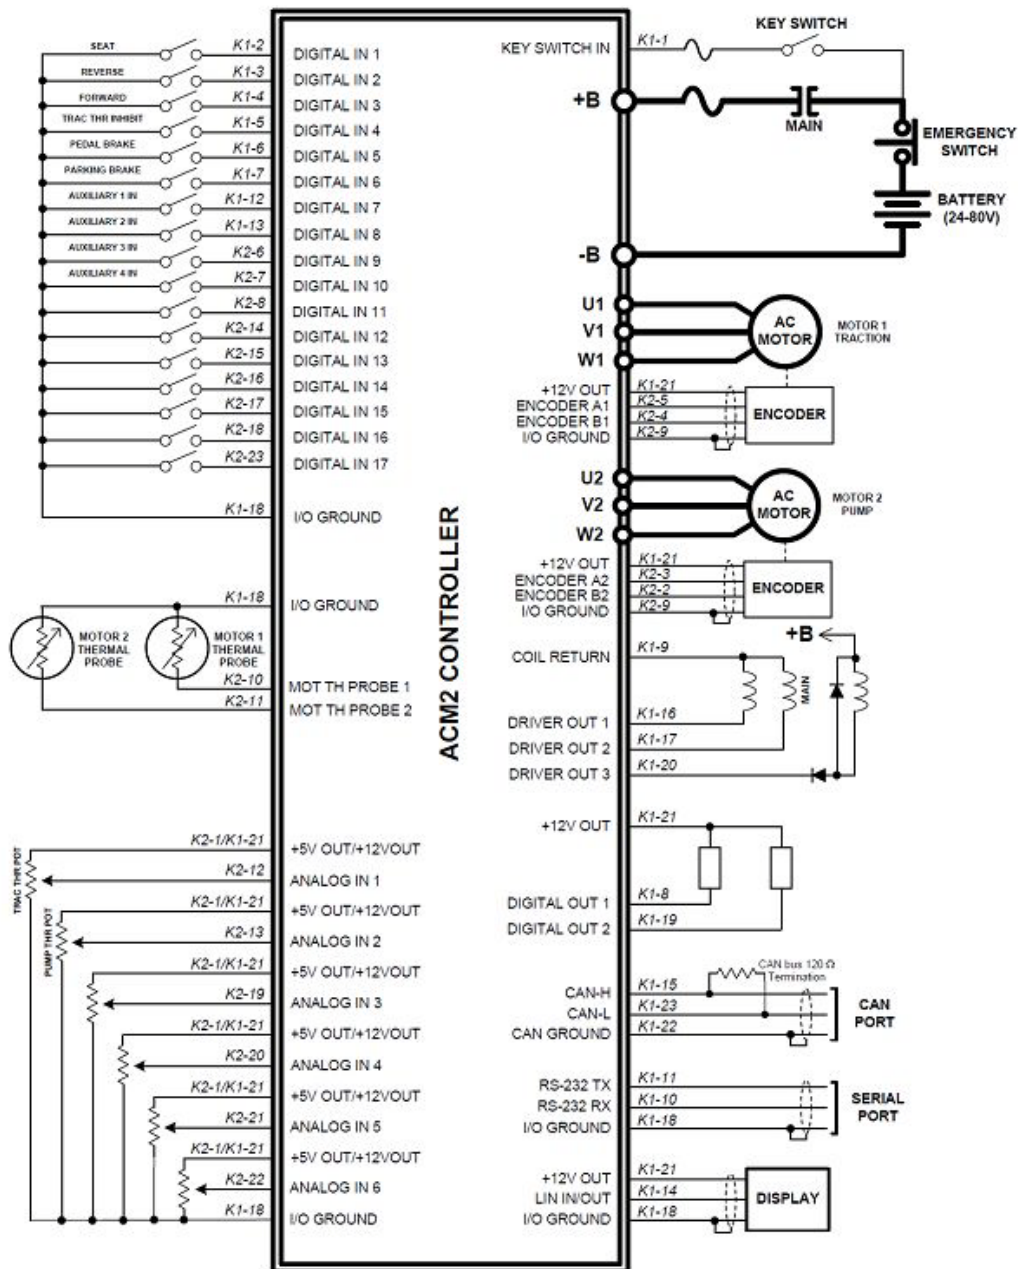 SEAT K1-2 DIGITAL IN 1
REVERSE K1-3 DIGITAL IN 2
FORWARD K1-4 DIGITAL IN 3
TRAC THR INHIBIT K1-5 DIGITAL IN 4
PEDAL BRAKE K1-6 DIGITAL IN 5
PARKING BRAKE K1-7 DIGITAL IN 6
AUXILIARY 1 IN K1-12 DIGITAL IN 7
AUXILIARY 2 IN K1-13 DIGITAL IN 8
AUXILIARY 3 IN K2-6 DIGITAL IN 9
AUXILIARY 4 IN K2-7 DIGITAL IN 10
K2-8 DIGITAL IN 11
K2-14 DIGITAL IN 12
K2-15 DIGITAL IN 13
K2-16 DIGITAL IN 14
K2-17 DIGITAL IN 15
K2-18 DIGITAL IN 16
K2-23 DIGITAL IN 17
K1-18 I/O GROUND
K1-18 I/O GROUND
MOTOR 2
THERMAL
PROBE
MOTOR 1
THERMAL
PROBE
K2-10 MOT TH PROBE 1
K2-11 MOT TH PROBE 2
TRAC THR POT
PUMP THR POT
K2-1/K1-21 +5V OUT/+12VOUT
K2-12 ANALOG IN 1
K2-1/K1-21 +5V OUT/+12VOUT
K2-13 ANALOG IN 2
K2-1/K1-21 +5V OUT/+12VOUT
K2-19 ANALOG IN 3
K2-1/K1-21 +5V OUT/+12VOUT
K2-20 ANALOG IN 4
K2-1/K1-21 +5V OUT/+12VOUT
K2-21 ANALOG IN 5
K2-1/K1-21 +5V OUT/+12VOUT
K2-22 ANALOG IN 6
K1-18 I/O GROUND
ACM2 CONTROLLER
KEY SWITCH IN K1-1 KEY SWITCH
+B MAIN
EMERGENCY
SWITCH
BATTERY
(24-80V)
-B
U1
V1
W1
AC
MOTOR
MOTOR 1
TRACTION
+12V OUT K1-21
ENCODER A1 K2-5
ENCODER B1 K2-4
I/O GROUND K2-9
ENCODER
U2
V2
W2
AC
MOTOR
MOTOR 2
PUMP
+12V OUT K1-21
ENCODER A2 K2-3
ENCODER B2 K2-2
I/O GROUND K2-9
ENCODER
+B
COIL RETURN K1-9
MAIN
DRIVER OUT 1 K1-16
DRIVER OUT 2 K1-17
DRIVER OUT 3 K1-20
+12V OUT K1-21
DIGITAL OUT 1 K1-8
DIGITAL OUT 2 K1-19
CAN bus 120 Ω
Termination
CAN-H K1-15
CAN-L K1-23
CAN GROUND K1-22
CAN
PORT
RS-232 TX K1-11
RS-232 RX K1-10
I/O GROUND K1-18
SERIAL
PORT
+12V OUT K1-21
LIN IN/OUT K1-14
I/O GROUND K1-18
DISPLAY